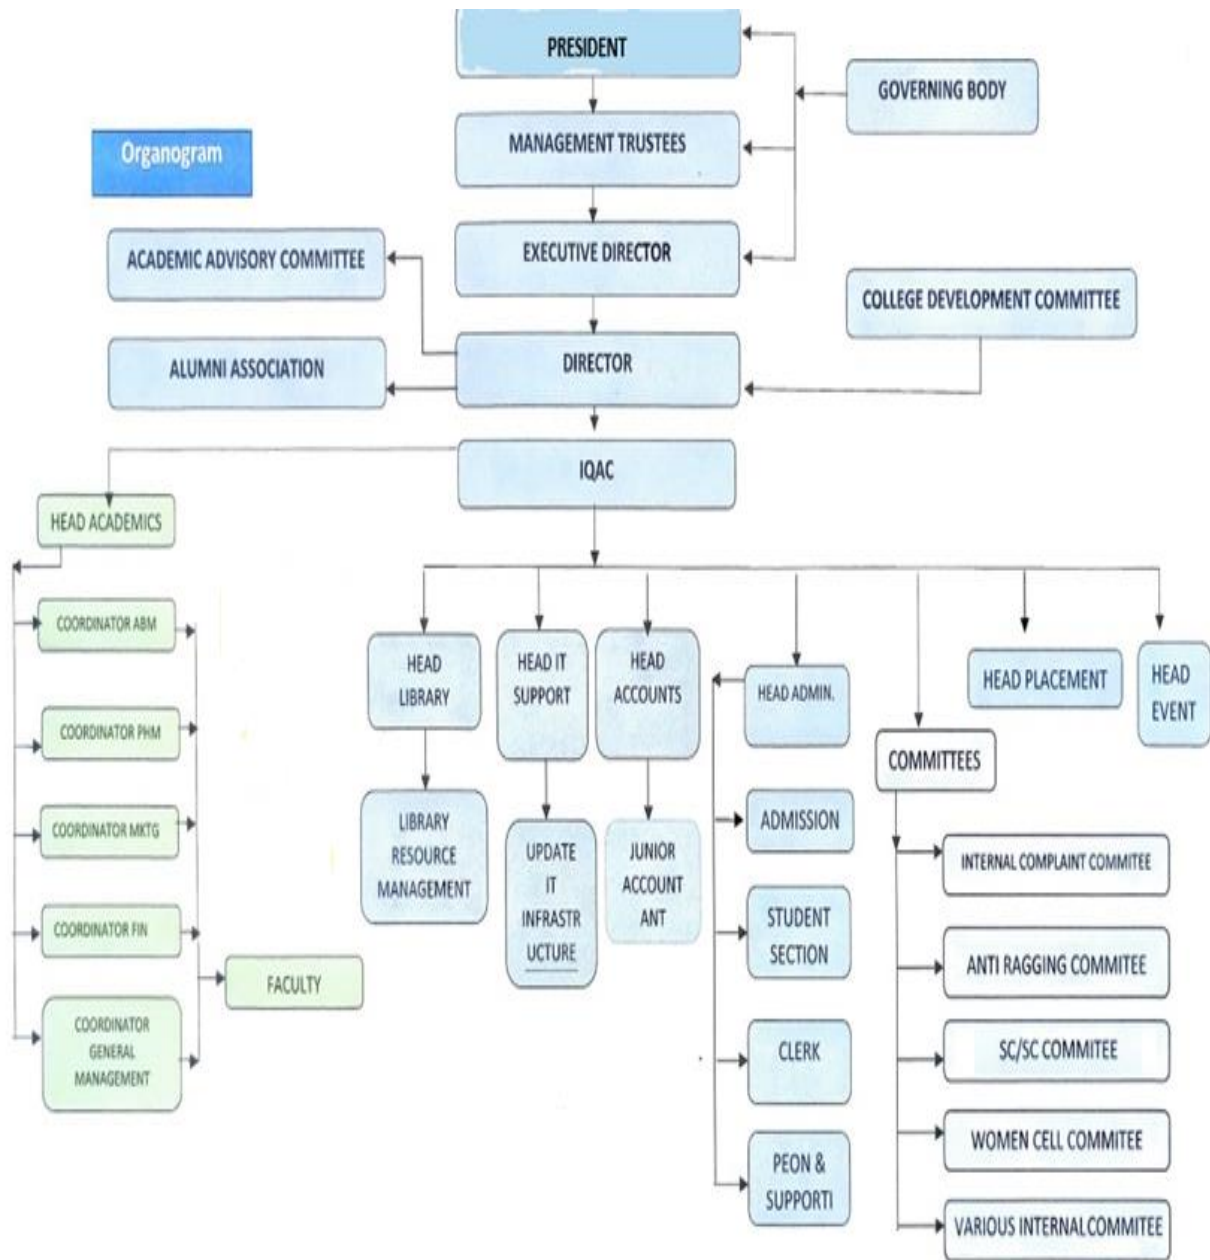 PRESIDENT
GOVERNING BODY
MANAGEMENT TRUSTEES
Organogram
EXECUTIVE DIRECTOR
ACADEMIC ADVISORY COMMITTEE
COLLEGE DEVELOPMENT COMMITTEE
DIRECTOR
ALUMNI ASSOCIATION
IQAC
HEAD ACADEMICS
COORDINATOR ABM
COORDINATOR PHM
COORDINATOR MKTG
COORDINATOR FIN
COORDINATOR
GENERAL
MANAGEMENT
FACULTY
HEAD
LIBRARY
LIBRARY
RESOURCE
MANAGEMENT
HEAD IT
SUPPORT
UPDATE
IT
INFRASTR
UCTURE
HEAD
ACCOUNTS
JUNIOR
ACCOUNT
ANT
HEAD ADMIN.
ADMISSION
STUDENT
SECTION
CLERK
PEON &
SUPPORTI
COMMITTEES
INTERNAL COMPLAINT COMMITEE
ANTI RAGGING COMMITEE
SC/SC COMMITEE
WOMEN CELL COMMITEE
VARIOUS INTERNAL COMMITEE
HEAD PLACEMENT
HEAD
EVENT